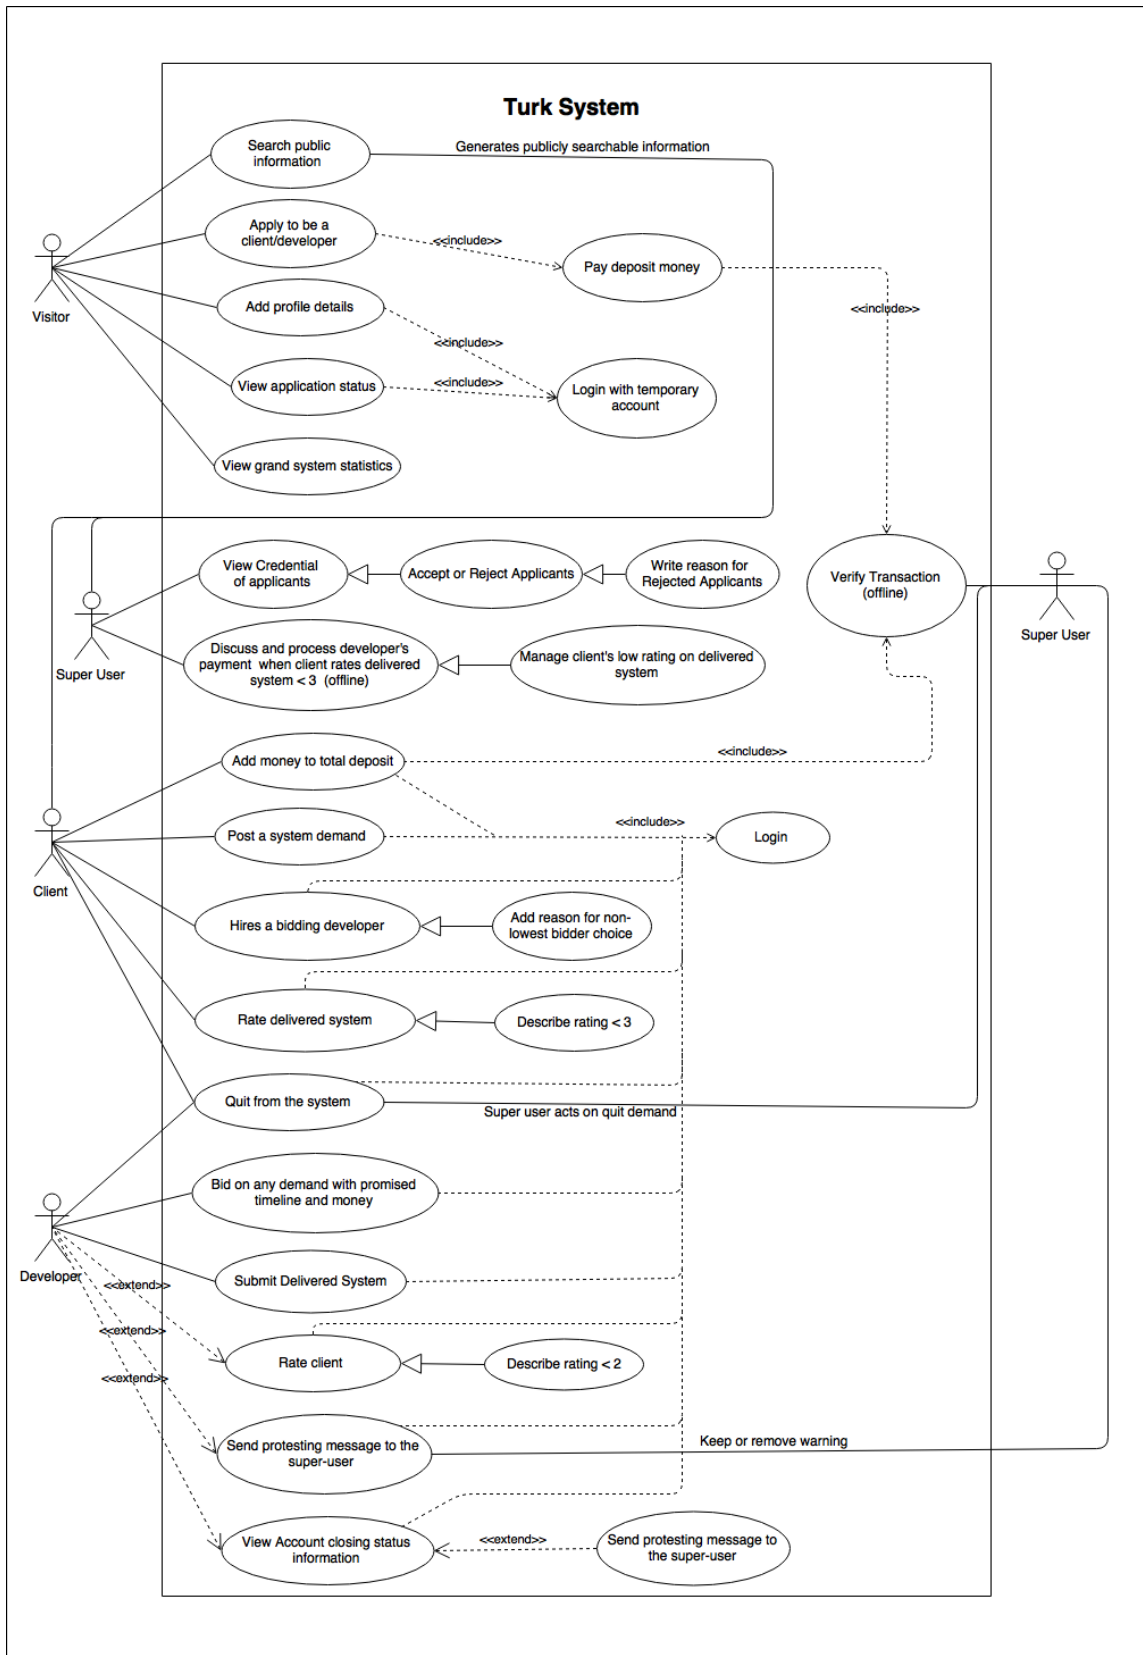 Turk System
Search public
information
Generates publicly searchable information
Apply to be a
client/developer
<<include>>
Pay deposit money
Visitor
Add profile details
<<include>>
<<include>>
View application status
<<include>>
Login with temporary
account
View grand system statistics
View Credential
of applicants
Accept or Reject Applicants
Write reason for
Rejected Applicants
Verify Transaction
(offline)
Super User
Super User
Discuss and process developer's
payment when client rates delivered
system < 3 (offline)
Manage client's low rating on delivered
system
Add money to total deposit
<<include>>
Post a system demand
<<include>>
Login
Client
Hires a bidding developer
Add reason for non-
lowest bidder choice
Rate delivered system
Describe rating < 3
Quit from the system
Super user acts on quit demand
Bid on any demand with promised
timeline and money
Developer
Submit Delivered System
<<extend>>
<<extend>>
<<extend>>
Rate client
Describe rating < 2
Send protesting message to the
super-user
Keep or remove warning
View Account closing status
information
<<extend>>
Send protesting message to
the super-user